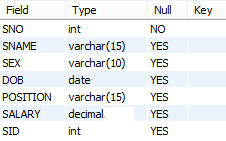 Field Type Null Key
SNO int NO
SNAME varchar(15) YES
SEX varchar(10) YES
DOB date YES
POSITION varchar(15) YES
SALARY decimal YES
SID int YES